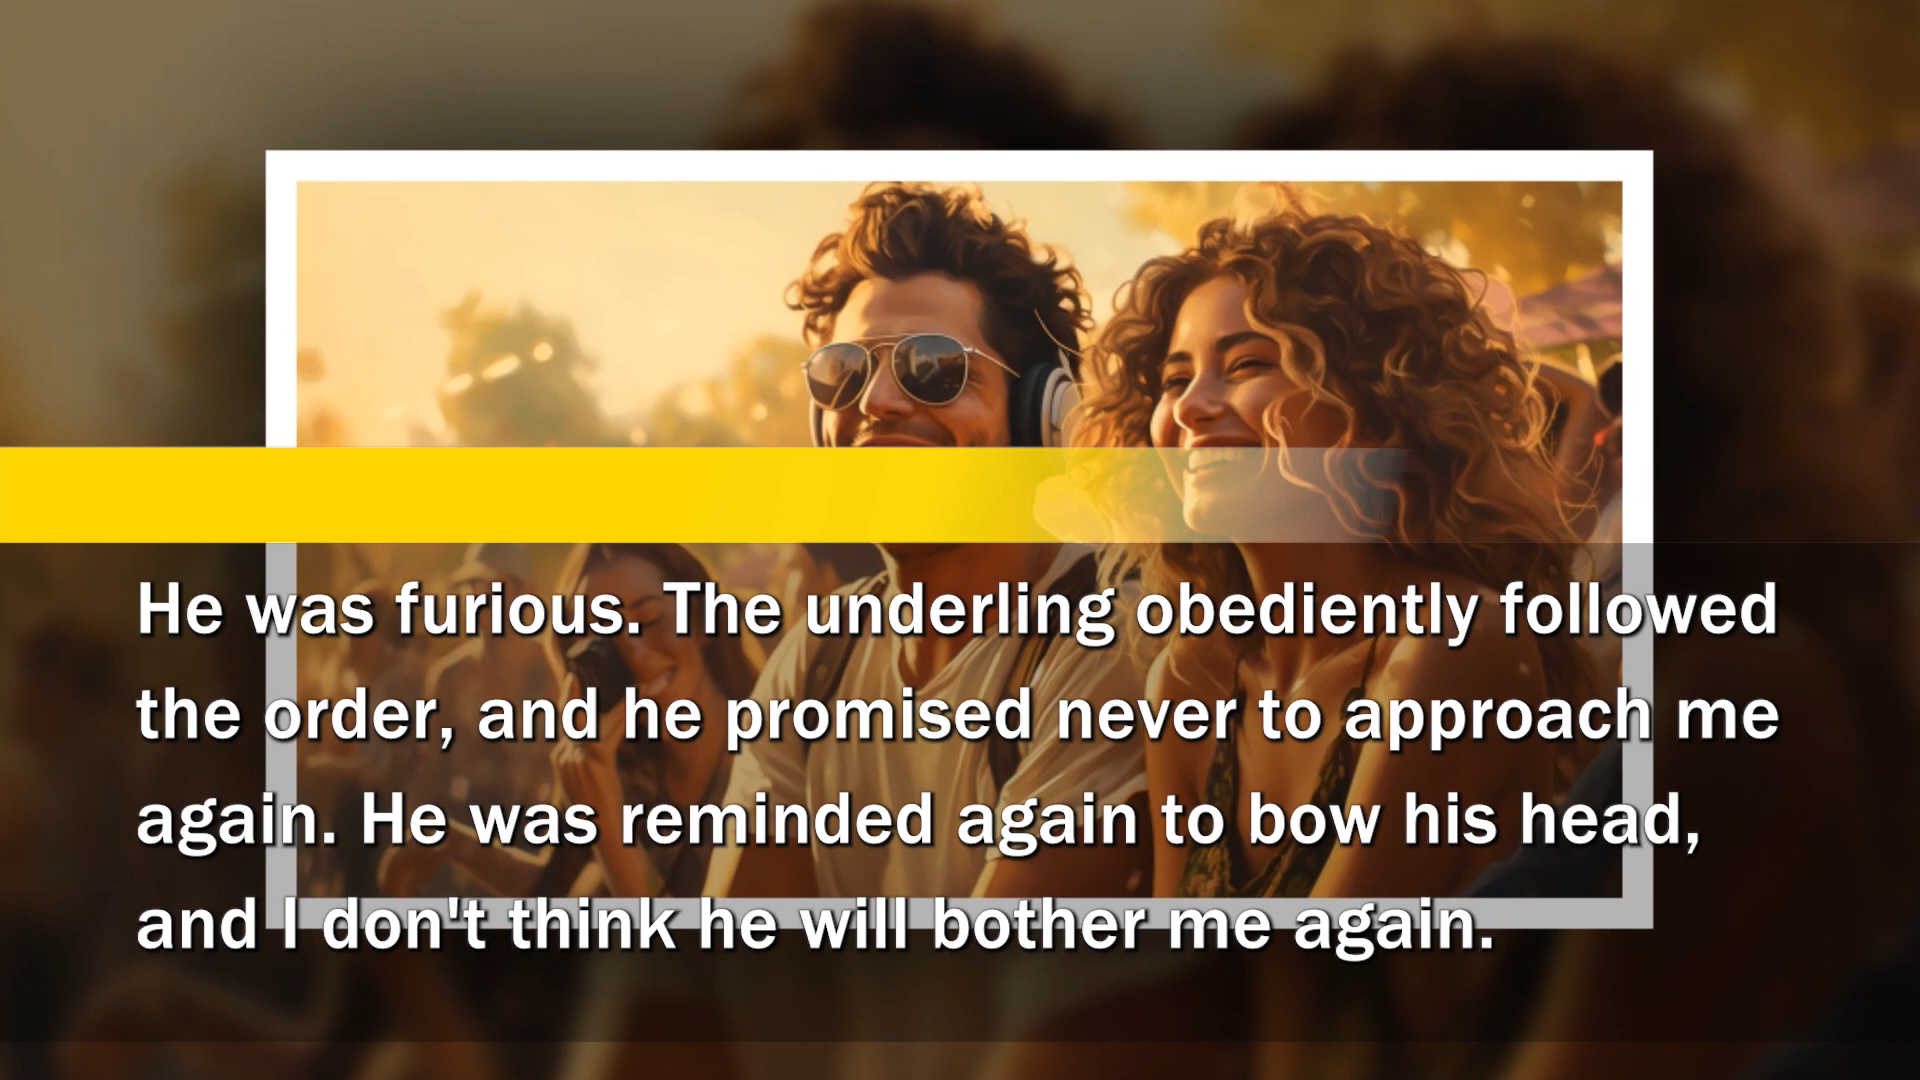 He was furious. The underling obediently followed
the order, and he promised never to approach me
again. He was reminded again to bow his head,
and I don't think he will bother me again.